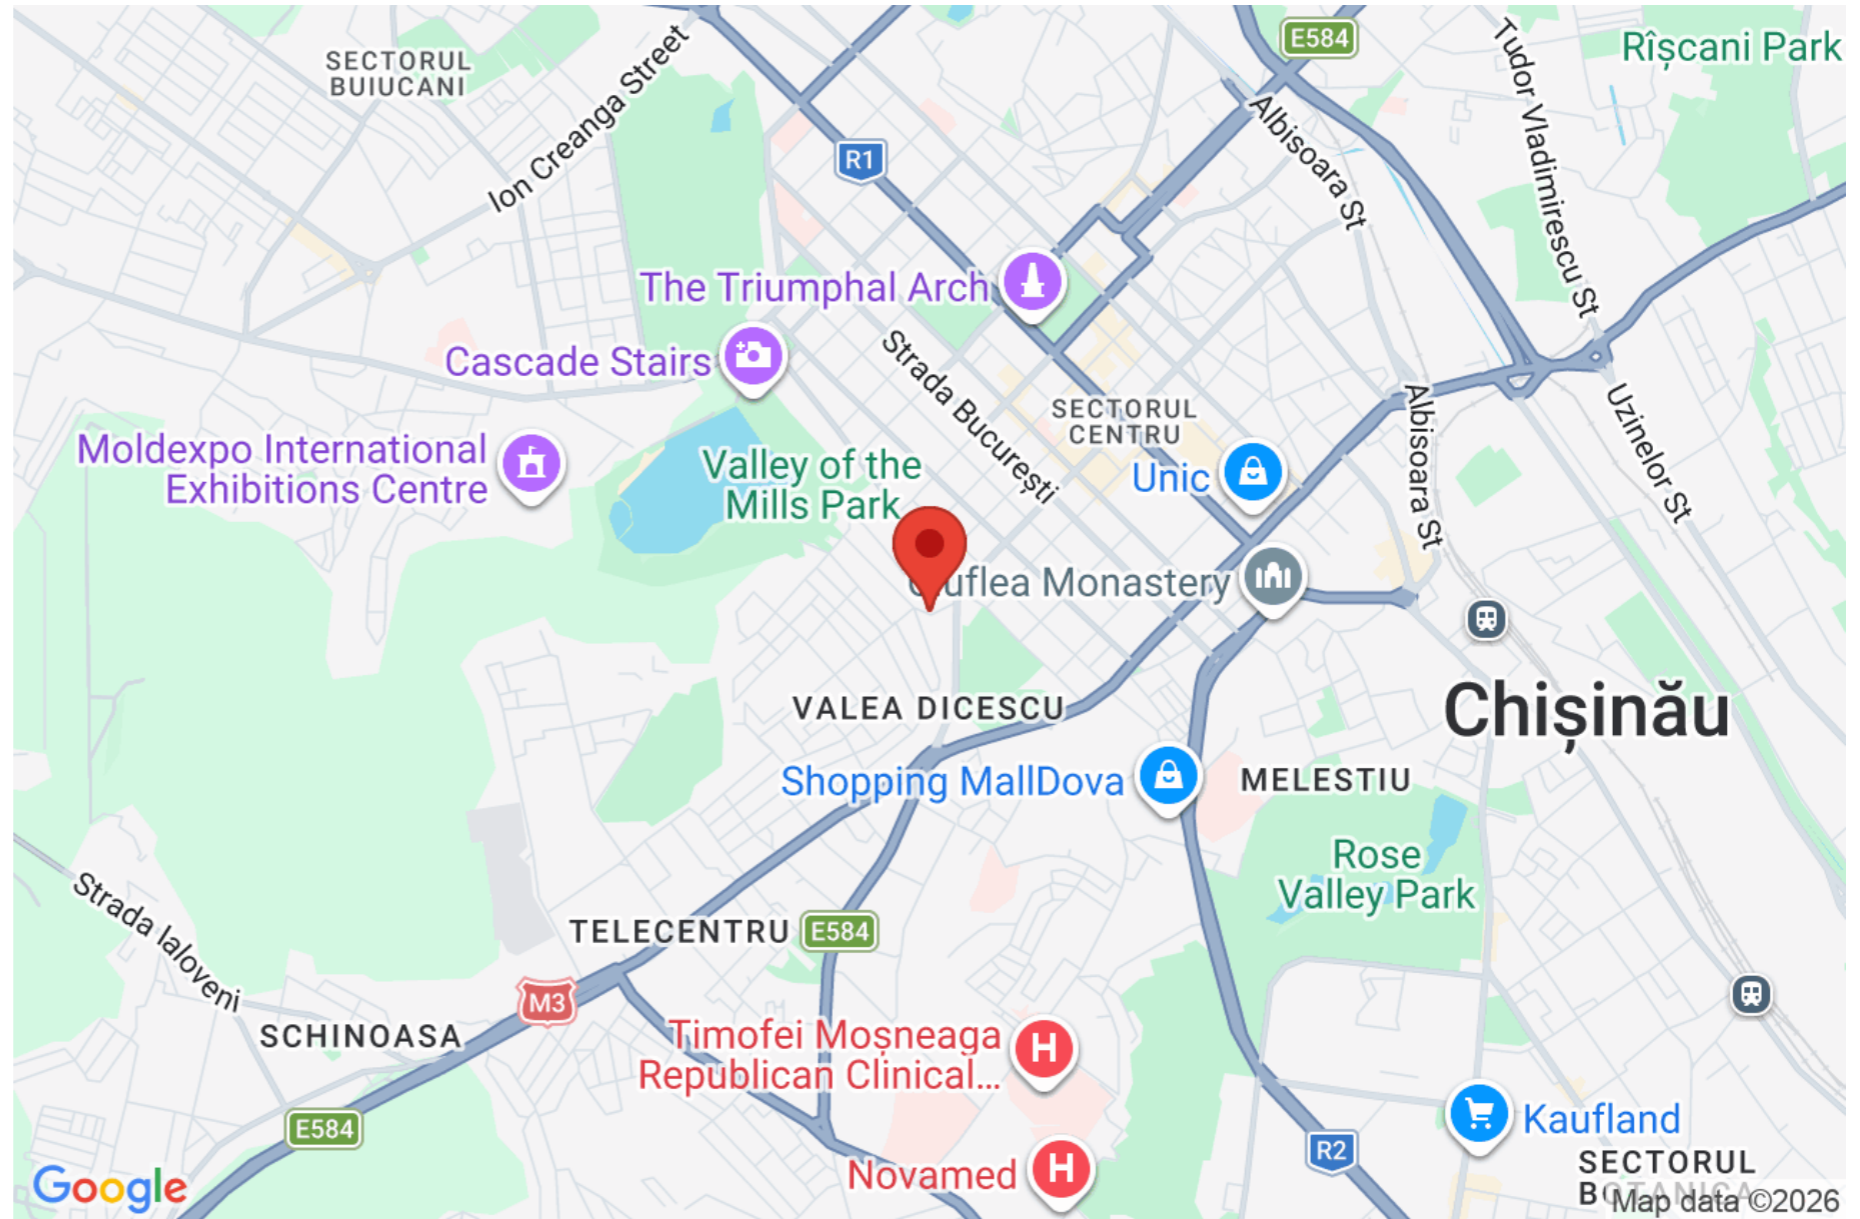 SECTORUL
BUIUCANI
Ion Creanga Street
E584
Rîșcani Park
Tudor Vladimirescu St
Albisoara St
R1
The Triumphal Arch
Cascade Stairs
Strada București
SECTORUL
CENTRU
Albisoara St
Uzinelor St
Moldexpo International
Exhibitions Centre
Valley of the
Mills Park
Unic
Monastery
Chișinău
VALEA DICESCU
Shopping MallDova
MELESTIU
Rose
Valley Park
Strada Ialoveni
TELECENTRU
E584
M3
SCHINOASA
Timofei Moșneaga
Republican Clinical...
H
E584
Kaufland
R2
Novamed
H
SECTORUL
Google
Map data ©2026